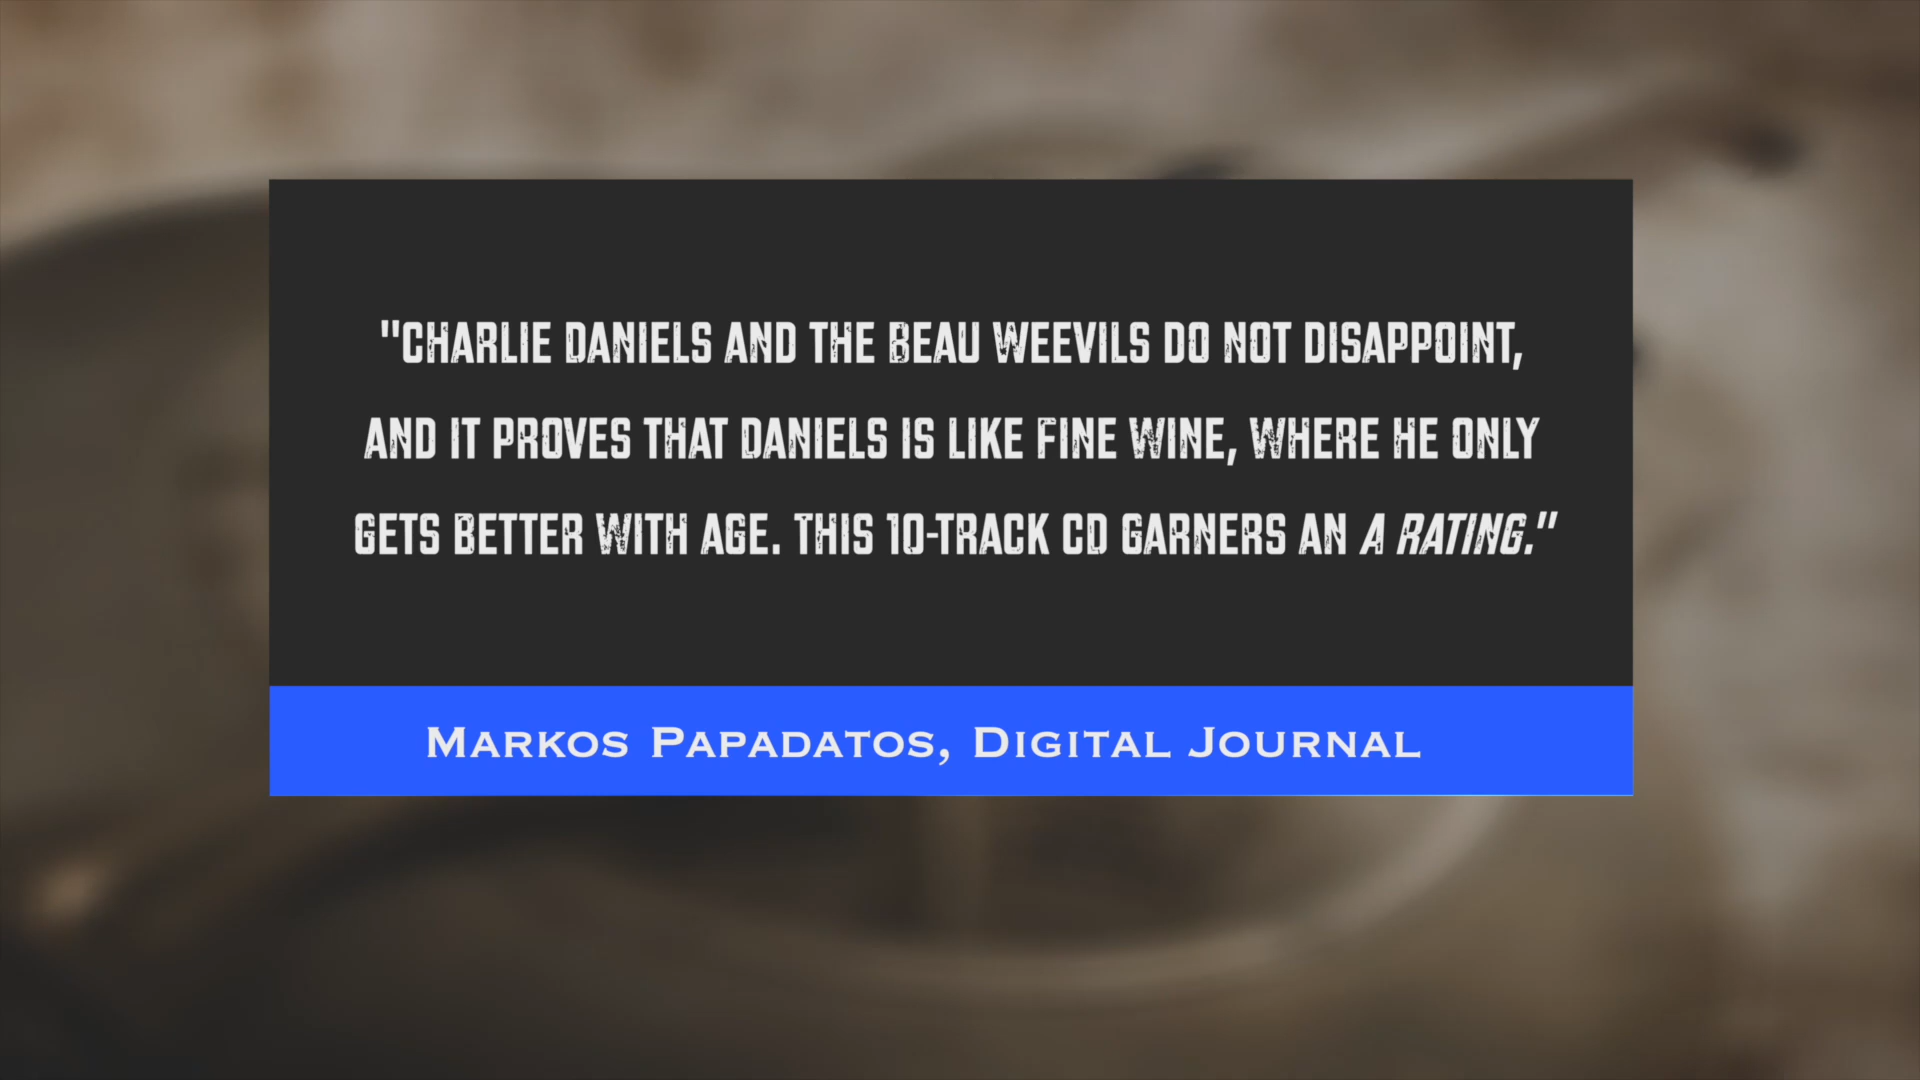 "CHARLIE DANIELS AND THE BEAU WEEVILS DO NOT DISAPPOINT,
AND IT PROVES THAT DANIELS IS LIKE FINE WINE, WHERE HE ONLY
GETS BETTER WITH AGE. THIS 10-TRACK CD GARNERS AN A RATING."
MARKOS PAPADATOS, DIGITAL JOURNAL